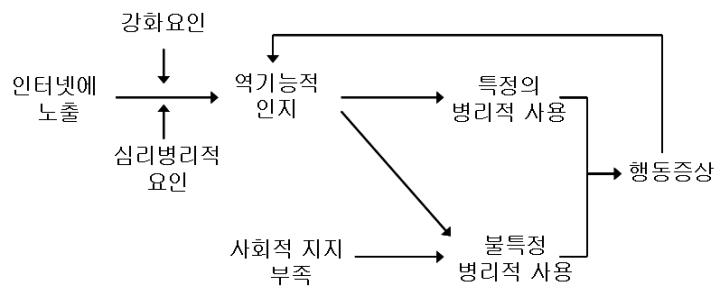 강화요인
인터넷에
노출
역기능적
인지
특정의
병리적 사용
심리병리적
요인
행동증상
사회적 지지
부족
불특정
병리적 사용